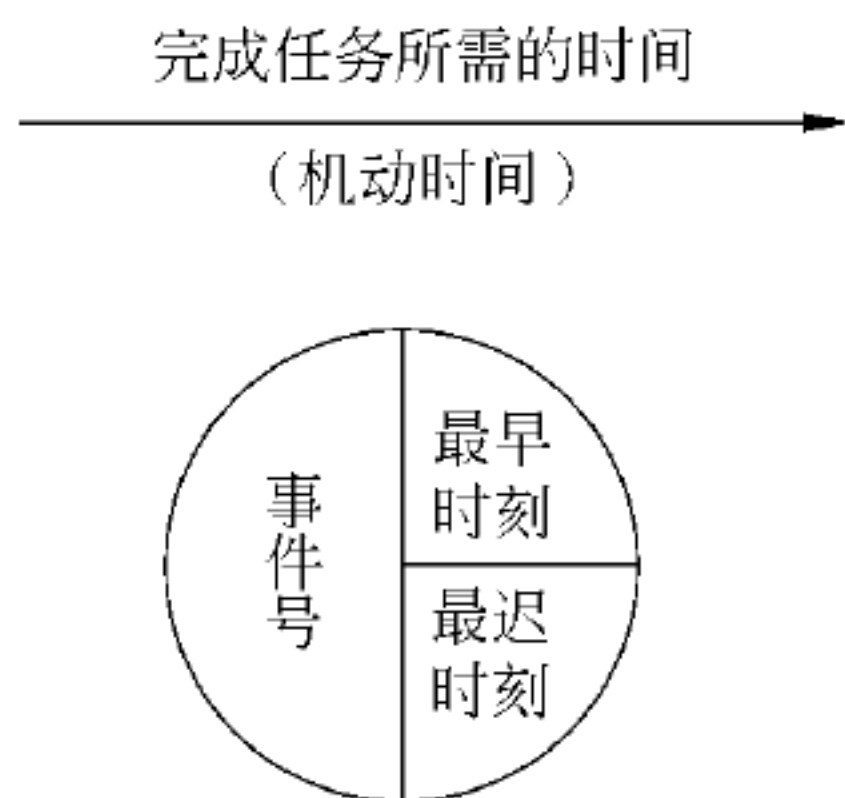 完成任务所需的时间
（机动时间）
事件号
最早
时刻
最迟
时刻